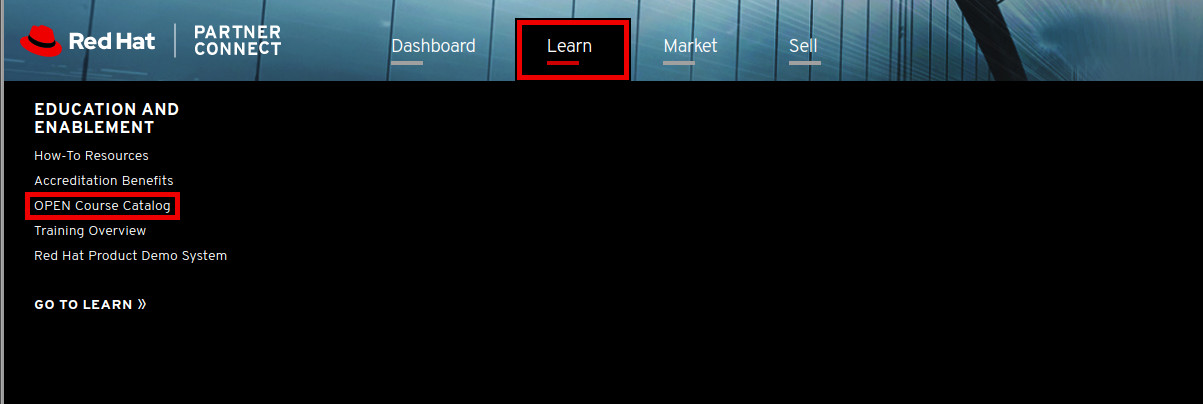 Red Hat
PARTNER
CONNECT
Dashboard
Learn
Market
Sell
EDUCATION AND
ENABLEMENT
How-To Resources
Accreditation Benefits
OPEN Course Catalog
Training Overview
Red Hat Product Demo System
GO TO LEARN »